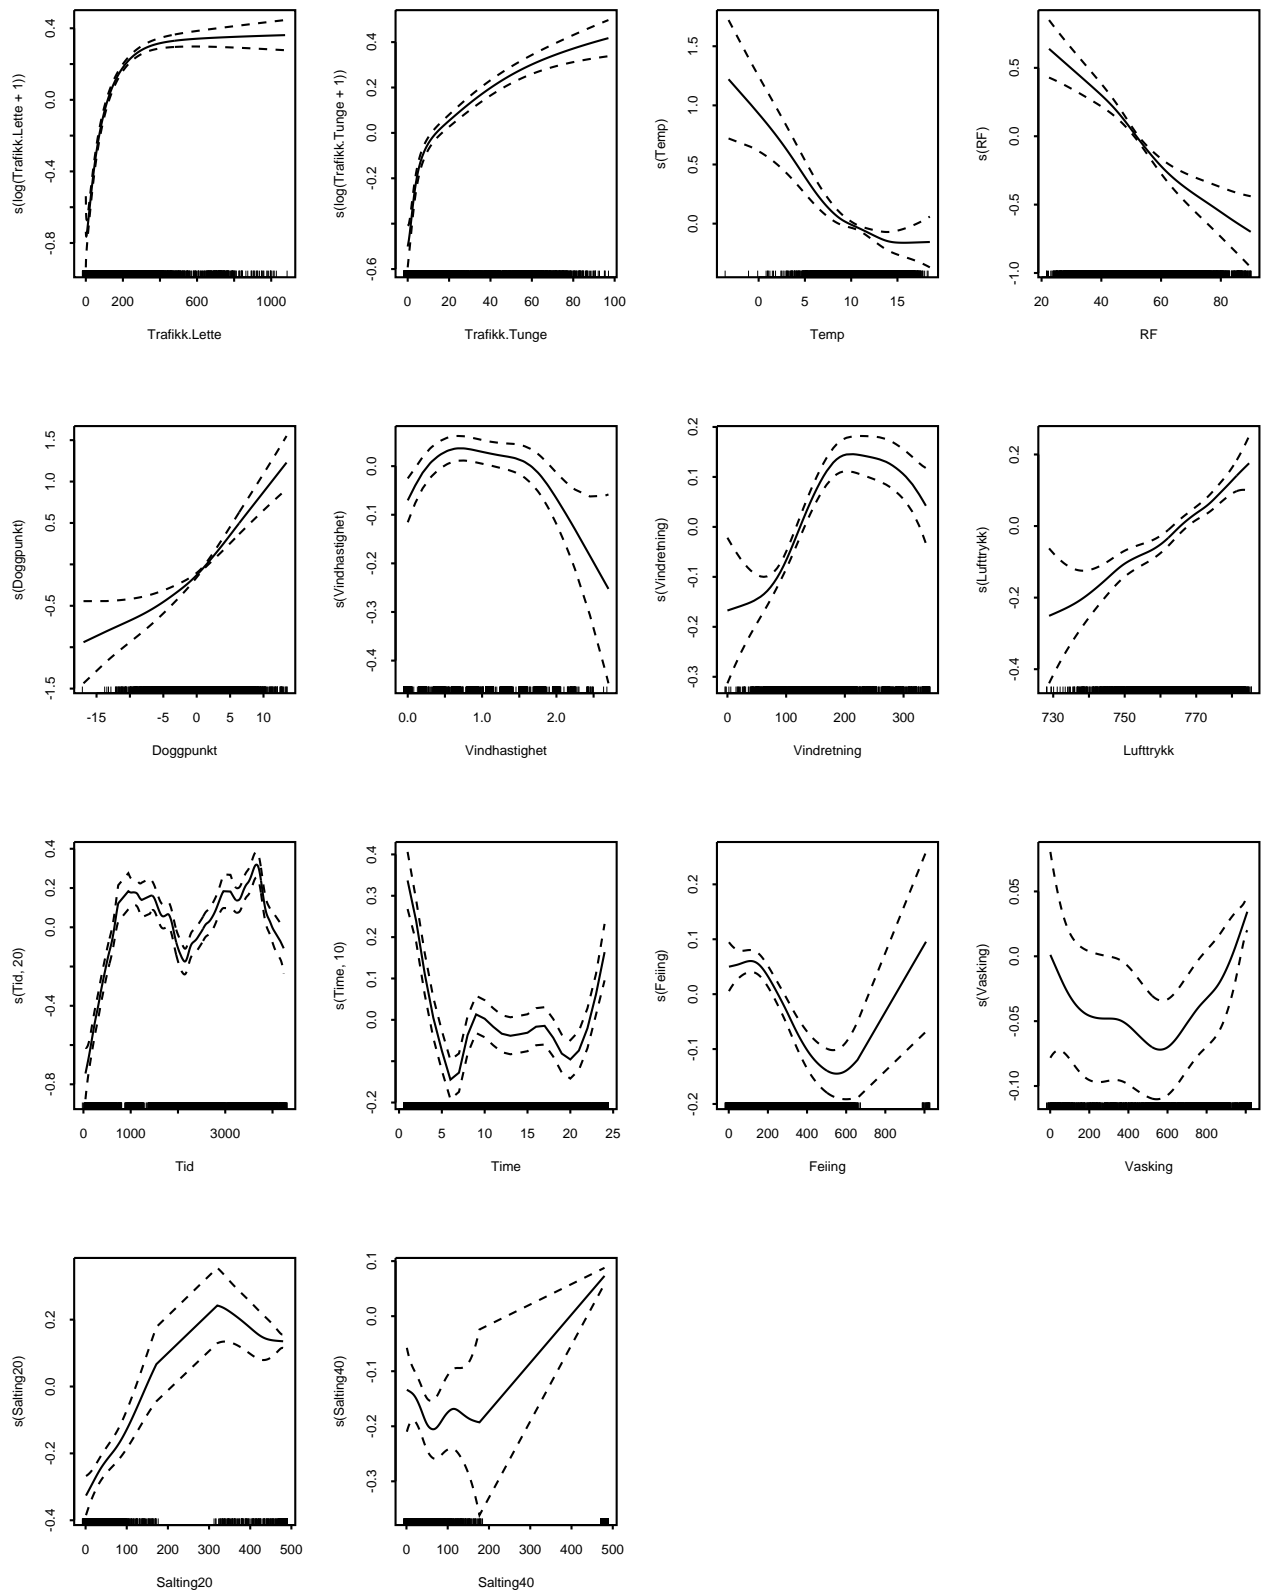 s(log(Trafikk.Lette + 1))
-0.8 -0.4 0.0 0.4
0 200 600 1000
Trafikk.Lette
s(log(Trafikk.Tunge + 1))
-0.6 -0.2 0.0 0.2 0.4
0 20 40 60 80 100
Trafikk.Tunge
s(Temp)
0.0 0.5 1.0 1.5
0 5 10 15
Temp
s(RF)
-1.0 -0.5 0.0 0.5
20 40 60 80
RF
s(Doggpunkt)
-1.5 -0.5 0.5 1.0 1.5
-15 -5 0 5 10
Doggpunkt
s(Vindhastighet)
-0.4 -0.3 -0.2 -0.1 0.0
0.0 1.0 2.0
Vindhastighet
s(Vindretning)
-0.3 -0.2 -0.1 0.0 0.1 0.2
0 100 200 300
Vindretning
s(Lufttrykk)
-0.4 -0.2 0.0 0.2
730 750 770
Lufttrykk
s(Tid, 20)
-0.8 -0.4 0.0 0.2 0.4
0 1000 3000
Tid
s(Time, 10)
-0.2 0.0 0.1 0.2 0.3 0.4
0 5 10 15 20 25
Time
s(Feiing)
-0.2 -0.1 0.0 0.1
0 200 400 600 800
Feiing
s(Vasking)
-0.10 -0.05 0.0 0.05
0 200 400 600 800
Vasking
s(Salting20)
-0.4 -0.2 0.0 0.2
0 100 200 300 400 500
Salting20
s(Salting40)
-0.3 -0.2 -0.1 0.0 0.1
0 100 200 300 400 500
Salting40